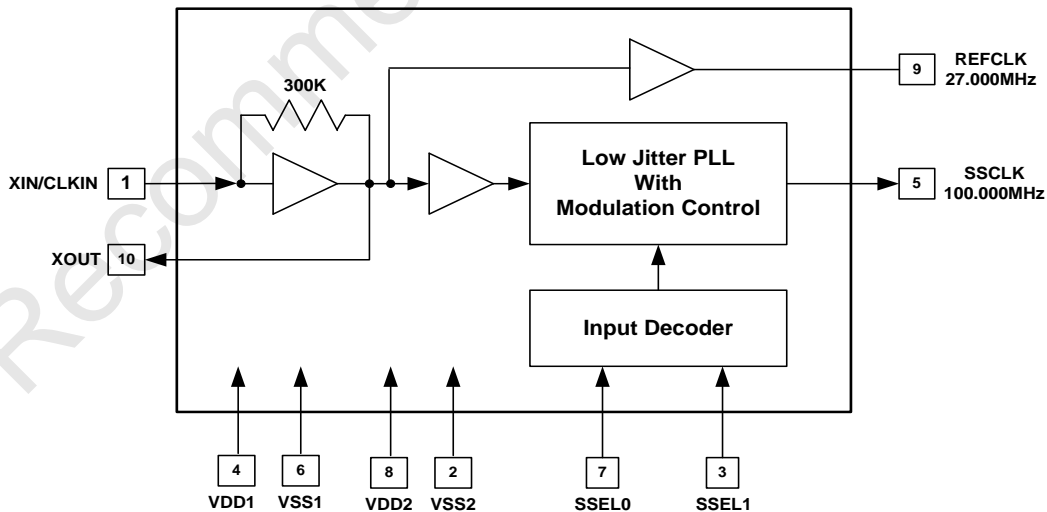 9
REFCLK
27.000MHz
300K
XIN/CLKIN
1
Low Jitter PLL
With
Modulation Control
5
SSCLK
100.000MHz
XOUT
10
Input Decoder
4
6
8
2
7
3
VDD1
VSS1
VDD2
VSS2
SSEL0
SSEL1
Recomme